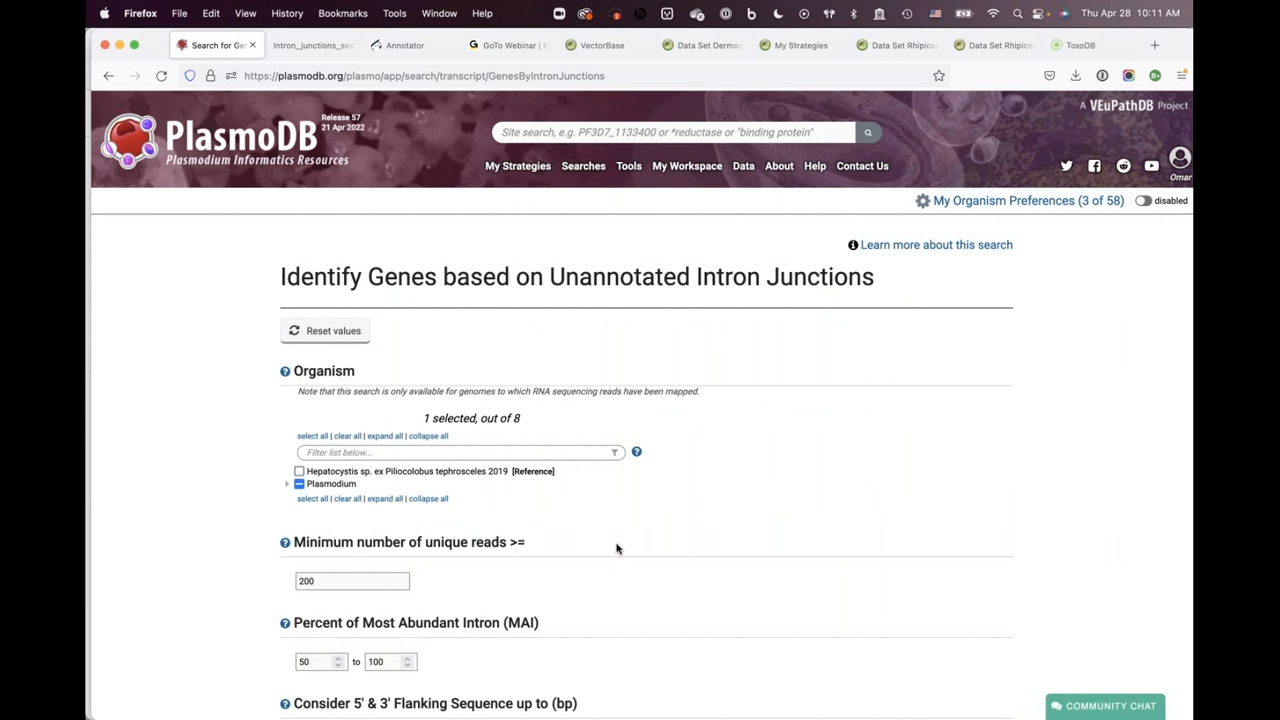 Firefox File Edit View History Bookmarks Tools Window Help Thu Apr 28 10:11 AM
Search for Ger Intron_junctions_sea Annotator GoTo Webinar | E VectorBase Data Set Dermac My Strategies Data Set Rhipice Data Set Rhipice ToxoDB
https://plasmodb.org/plasmo/app/search/transcript/GenesByIntronJunctions
A VEuPathDB Project
PlasmoDB
Release 57
21 Apr 2022
Plasmodium Informatics Resources
Site search, e.g. PF3D7_1133400 or *reductase or "binding protein"
My Strategies Searches Tools My Workspace Data About Help Contact Us
Omar
My Organism Preferences (3 of 58) disabled
Learn more about this search
Identify Genes based on Unannotated Intron Junctions
Reset values
Organism
Note that this search is only available for genomes to which RNA sequencing reads have been mapped.
1 selected, out of 8
select all | clear all | expand all | collapse all
Filter list below...
Hepatocystis sp. ex Piliocolobus tephrosceles 2019 [Reference]
Plasmodium
select all | clear all | expand all | collapse all
Minimum number of unique reads >=
200
Percent of Most Abundant Intron (MAI)
50 to 100
Consider 5' & 3' Flanking Sequence up to (bp)
COMMUNITY CHAT